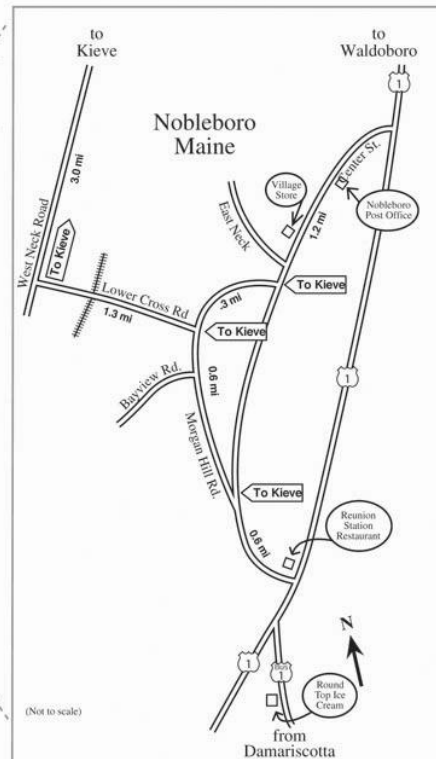 to
Kieve
to
Waldoboro
1
Nobleboro
Maine
3.0 mi
Center St.
Village
Store
Nobleboro
Post Office
East Neck
1.2 mi
West Neck Road
To Kieve
Lower Cross Rd
1.3 mi
.3 mi
To Kieve
To Kieve
1
Bayview Rd.
0.6 mi
Morgan Hill Rd.
To Kieve
Reunion
Station
Restaurant
0.6 mi
N
1
BUS
1
Round
Top Ice
Cream
(Not to scale)
from
Damariscotta